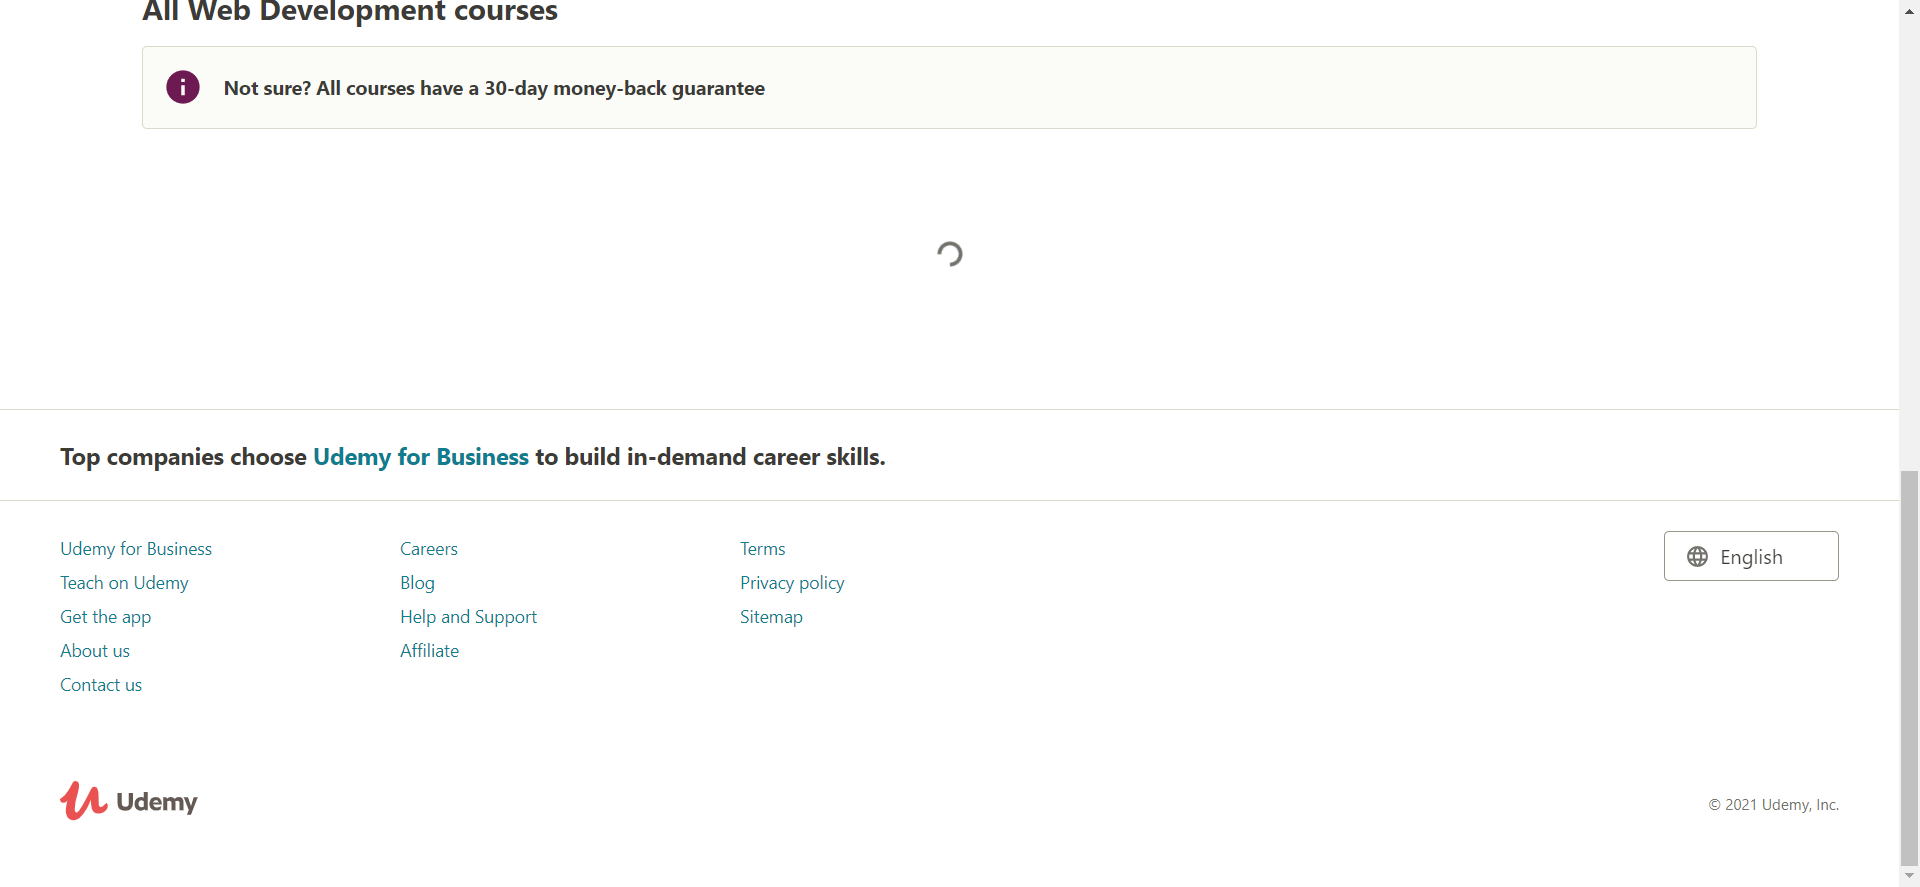 All Web Development courses
Not sure? All courses have a 30-day money-back guarantee
Top companies choose Udemy for Business to build in-demand career skills.
Udemy for Business
Teach on Udemy
Get the app
About us
Contact us
Careers
Blog
Help and Support
Affiliate
Terms
Privacy policy
Sitemap
English
Udemy
© 2021 Udemy, Inc.